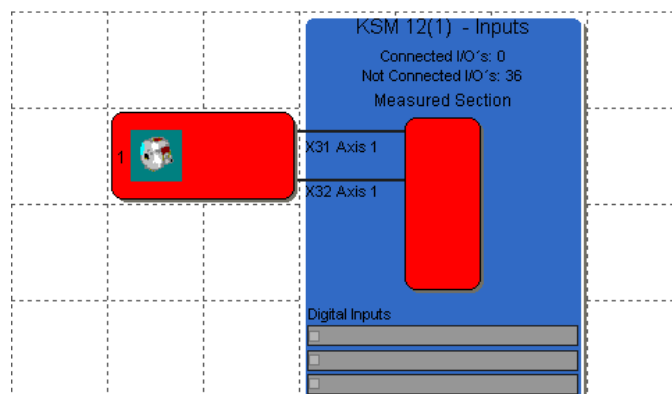 KSM 12(1) - Inputs
Connected I/O´s: 0
Not Connected I/O´s: 36
Measured Section
1
X31 Axis 1
X32 Axis 1
Digital Inputs